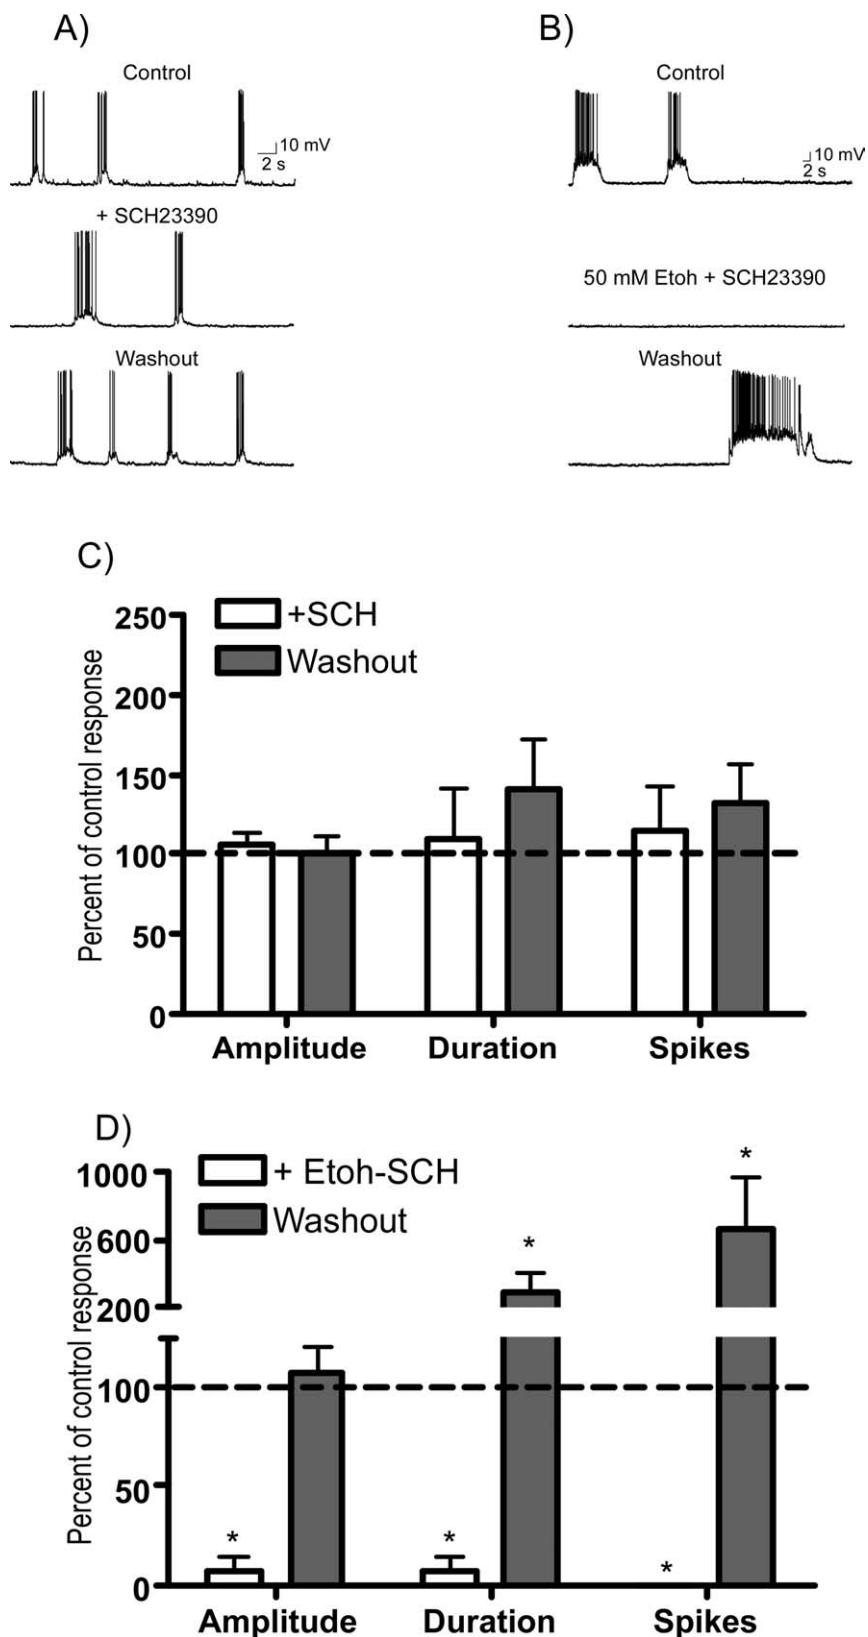 A)
Control
10 mV
2 s
+ SCH23390
Washout
B)
Control
10 mV
2 s
50 mM Etoh + SCH23390
Washout
C)
+SCH
Washout
Percent of control response
250
200
150
100
50
0
Amplitude Duration Spikes
D)
+ Etoh-SCH
Washout
Percent of control response
1000
600
200
100
50
0
* * * * *
Amplitude Duration Spikes